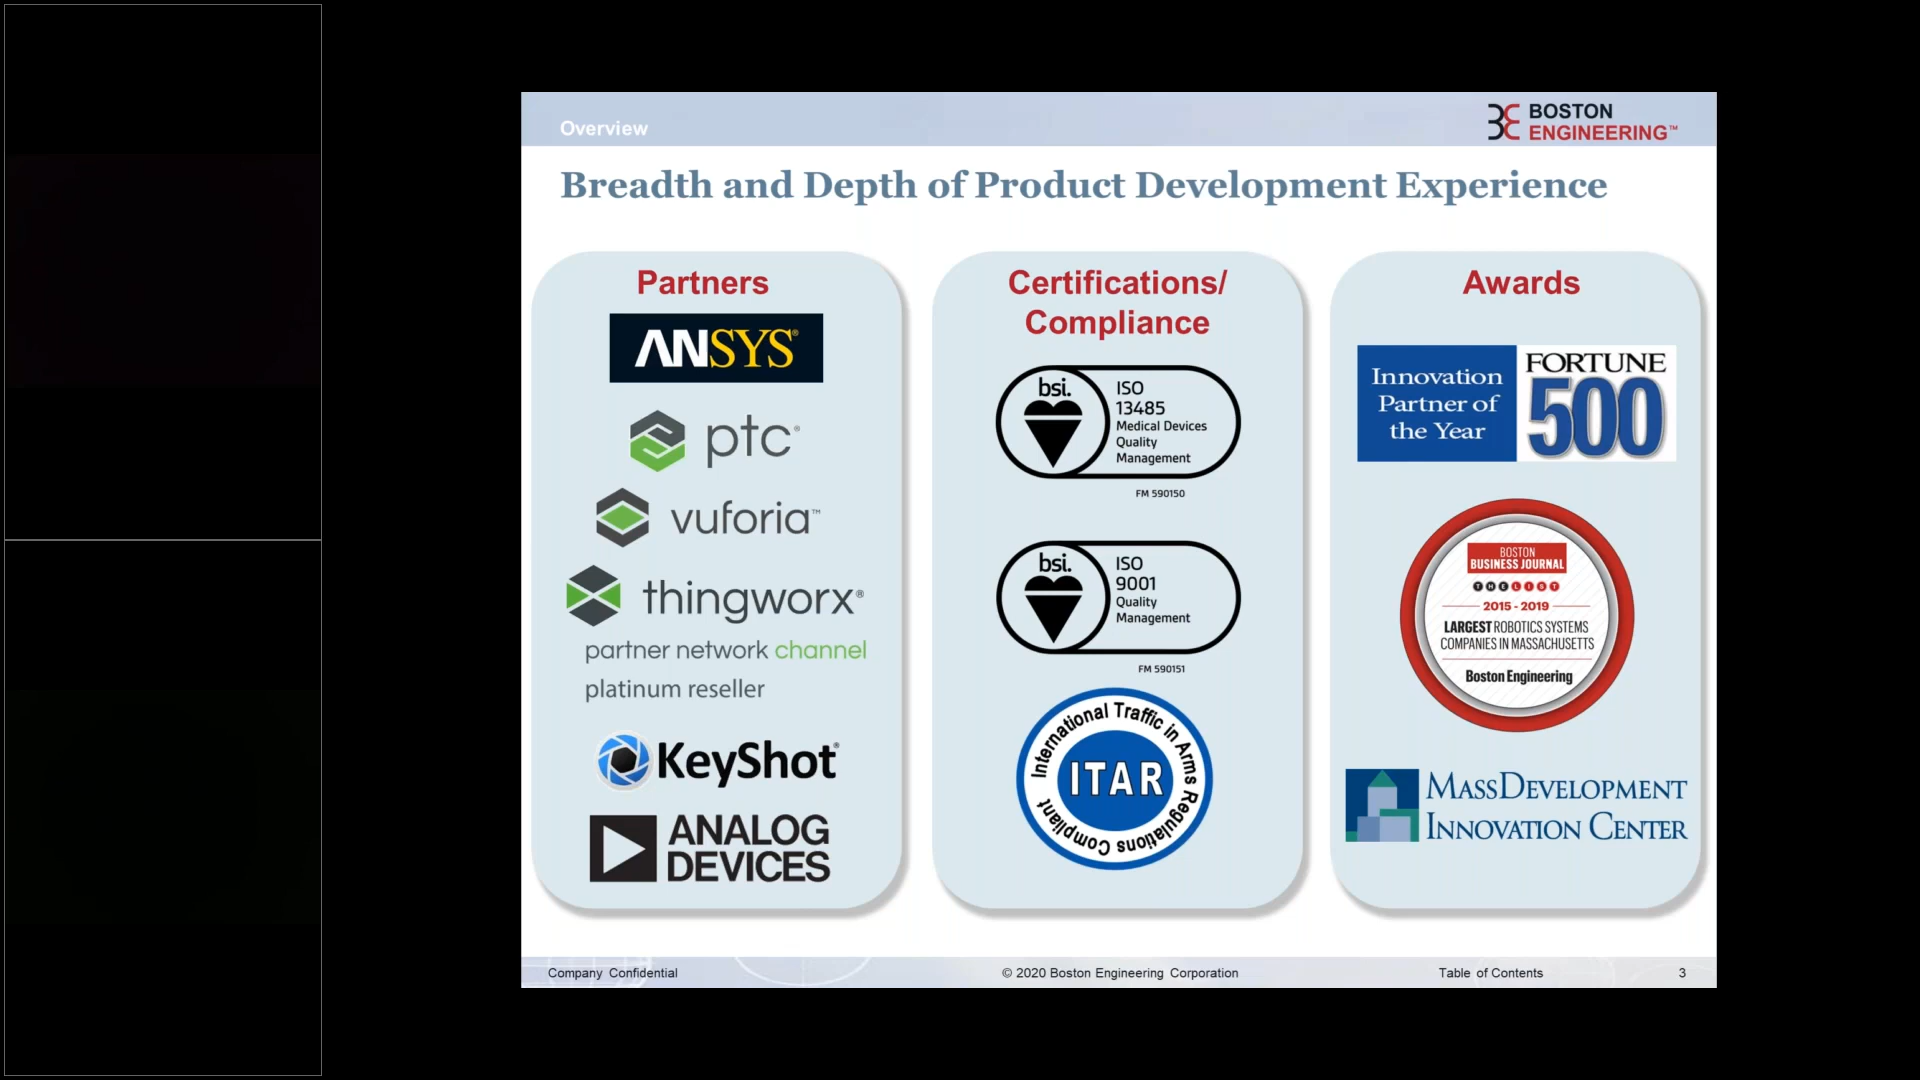 Overview
BOSTON
ENGINEERING™
Breadth and Depth of Product Development Experience
Partners
ANSYS®
ptc®
vuforia™
thingworx®
partner network channel
platinum reseller
KeyShot®
ANALOG
DEVICES
Certifications/
Compliance
bsi.
ISO
13485
Medical Devices
Quality
Management
FM 590150
bsi.
ISO
9001
Quality
Management
FM 590151
International Traffic in Arms Regulations Compliant
ITAR
Awards
Innovation
Partner of
the Year
FORTUNE
500
BOSTON
BUSINESS JOURNAL
THE LIST
2015 - 2019
LARGEST ROBOTICS SYSTEMS
COMPANIES IN MASSACHUSETTS
Boston Engineering
MASSDEVELOPMENT
INNOVATION CENTER
Company Confidential
© 2020 Boston Engineering Corporation
Table of Contents
3